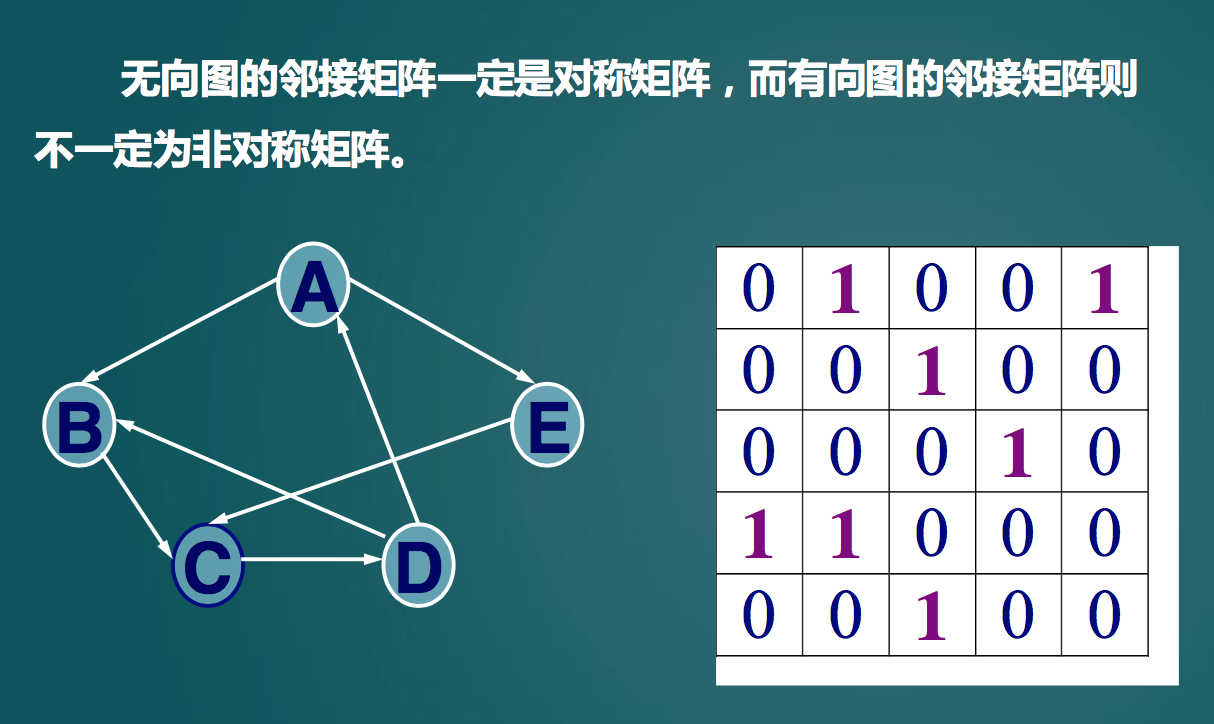 无向图的邻接矩阵一定是对称矩阵，而有向图的邻接矩阵则
不一定为非对称矩阵。
A
B
E
C
D
0 1 0 0 1
0 0 1 0 0
0 0 0 1 0
1 1 0 0 0
0 0 1 0 0